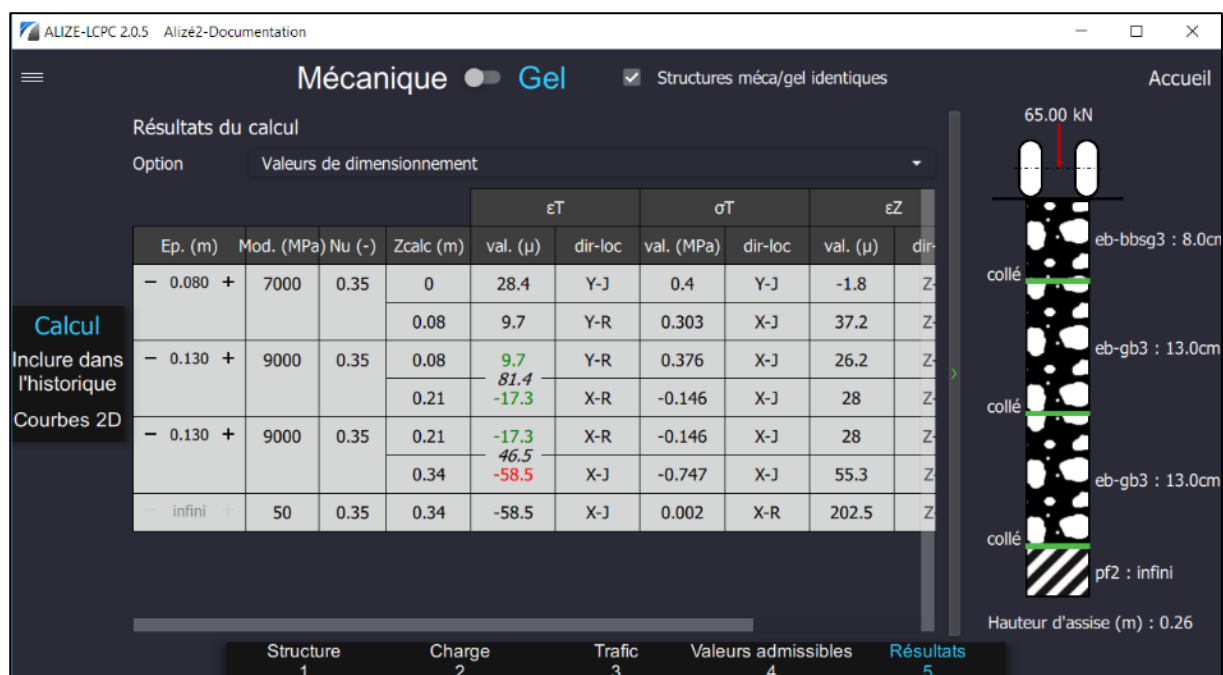 ALIZE-LCPC 2.0.5 Alizé2-Documentation
Mécanique Gel Structures méca/gel identiques Accueil
Résultats du calcul
Option Valeurs de dimensionnement
εT σT εZ
Ep. (m) Mod. (MPa) Nu (-) Zcalc (m) val. (μ) dir-loc val. (MPa) dir-loc val. (μ) dir-
− 0.080 + 7000 0.35 0 28.4 Y-J 0.4 Y-J -1.8 Z-
0.08 9.7 Y-R 0.303 X-J 37.2 Z-
− 0.130 + 9000 0.35 0.08 9.7 Y-R 0.376 X-J 26.2 Z-
81.4
0.21 -17.3 X-R -0.146 X-J 28 Z-
− 0.130 + 9000 0.35 0.21 -17.3 X-R -0.146 X-J 28 Z-
46.5
0.34 -58.5 X-J -0.747 X-J 55.3 Z-
− infini + 50 0.35 0.34 -58.5 X-J 0.002 X-R 202.5 Z-
Calcul
Inclure dans
l'historique
Courbes 2D
65.00 kN
eb-bbsg3 : 8.0cm
collé
eb-gb3 : 13.0cm
collé
eb-gb3 : 13.0cm
collé
pf2 : infini
Hauteur d'assise (m) : 0.26
Structure Charge Trafic Valeurs admissibles Résultats
1 2 3 4 5